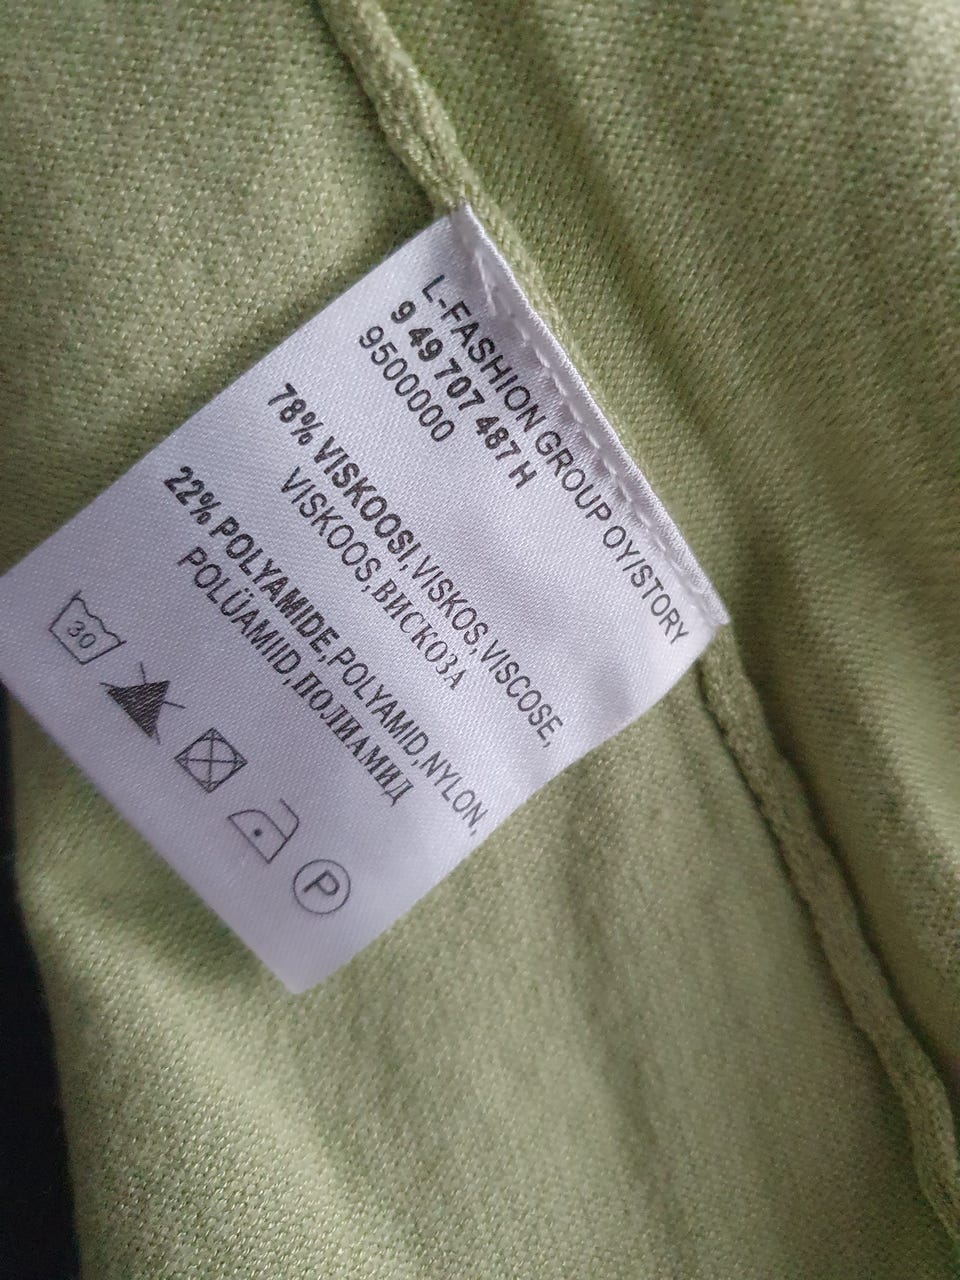 L-FASHION GROUP OY/STORY
9 49 707 487 H
9500000
78% VISKOOSI,VISKOS,VISCOSE,
VISKOOS,ВИСКОЗА
22% POLYAMIDE,POLYAMID,NYLON,
POLÜAMIID,ПОЛИАМИД
30
P